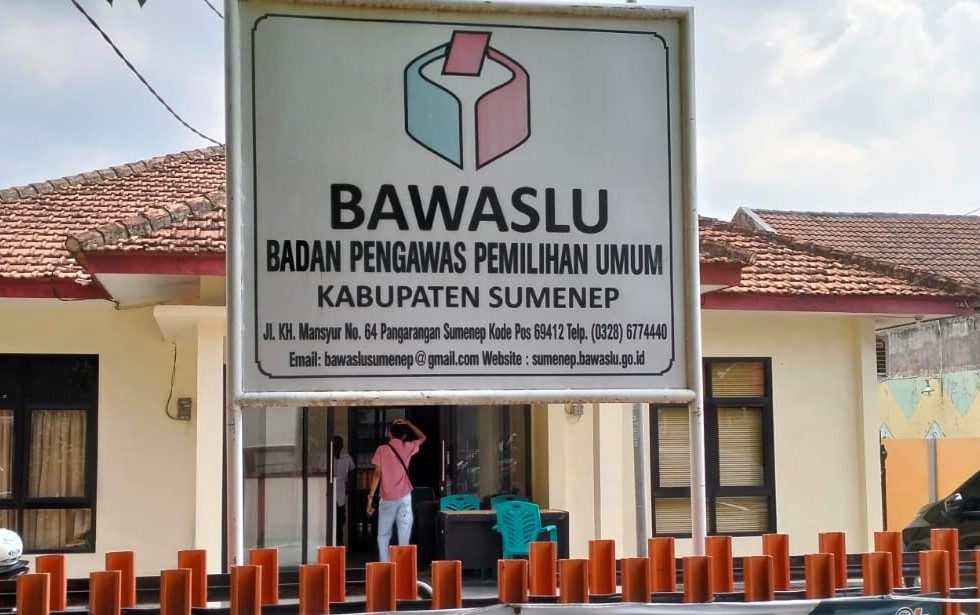 BAWASLU
BADAN PENGAWAS PEMILIHAN UMUM
KABUPATEN SUMENEP
Jl. KH. Mansyur No. 64 Pangarangan Sumenep Kode Pos 69412 Telp. (0328) 6774440
Email: bawaslusumenep@gmail.com Website : sumenep.bawaslu.go.id